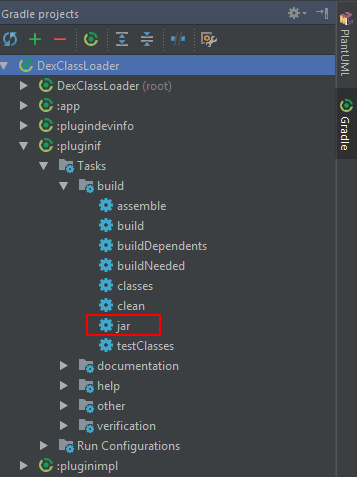 Gradle projects
DexClassLoader
DexClassLoader (root)
:app
:plugindevinfo
:pluginif
Tasks
build
assemble
build
buildDependents
buildNeeded
classes
clean
jar
testClasses
documentation
help
other
verification
Run Configurations
:pluginimpl
PlantUML
Gradle